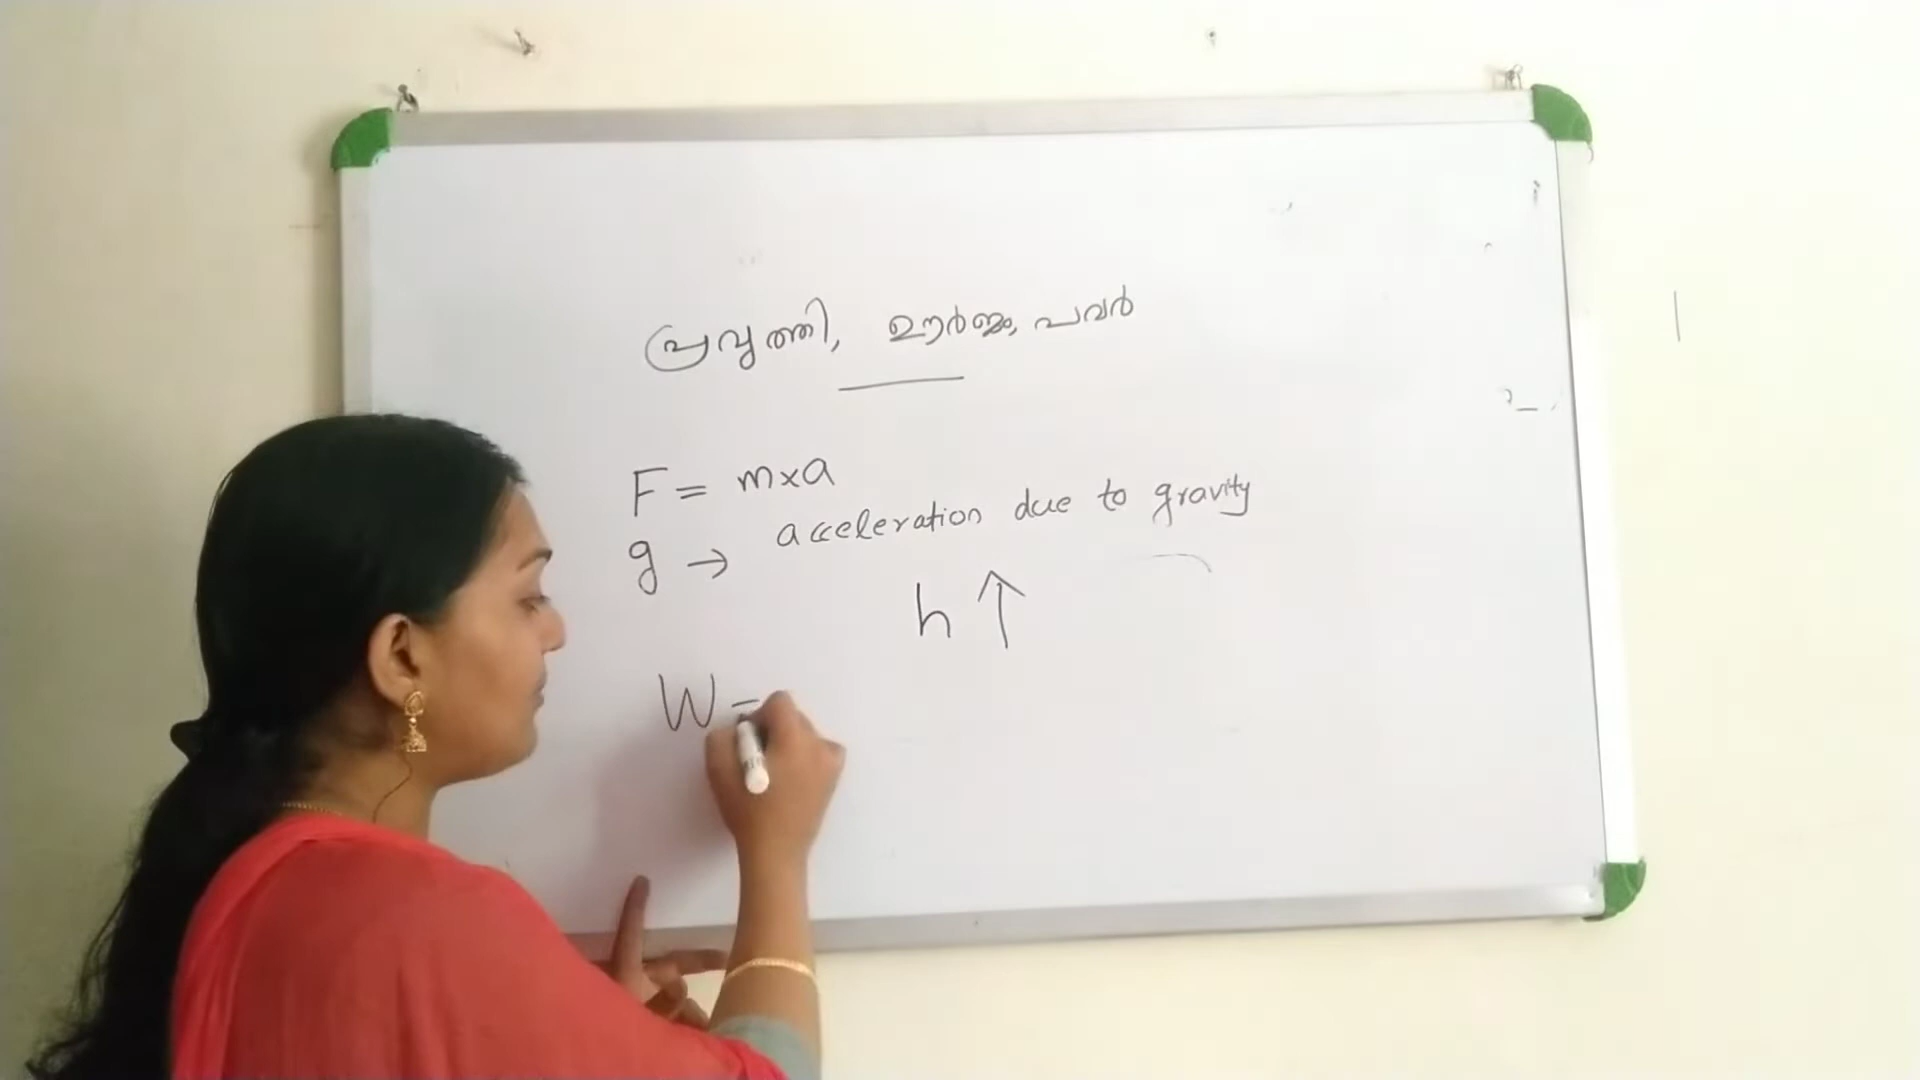 പ്രവൃത്തി, ഊർജം, പവർ
F = m×a
g → acceleration due to gravity
h ↑
W =